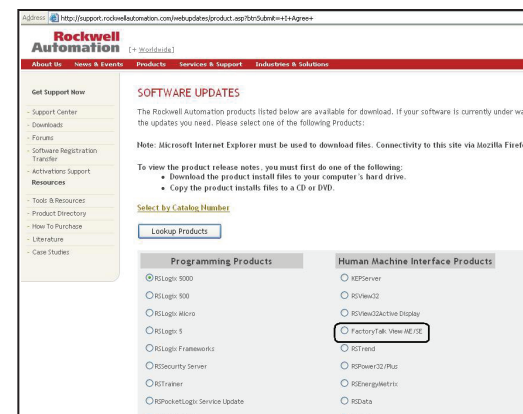 Address http://support.rockwellautomation.com/webupdates/product.asp?btnSubmit=+I+Agree+
Rockwell
Automation [+ Worldwide]
About Us News & Events Products Services & Support Industries & Solutions
Get Support Now
- Support Center
- Downloads
- Forums
- Software Registration
Transfer
- Activations Support
Resources
- Tools & Resources
- Product Directory
- How To Purchase
- Literature
- Case Studies
SOFTWARE UPDATES
The Rockwell Automation products listed below are available for download. If your software is currently under wa
the updates you need. Please select one of the following Products:
Note: Microsoft Internet Explorer must be used to download files. Connectivity to this site via Mozilla Firef
To view the product release notes, you must first do one of the following:
• Download the product install files to your computer's hard drive.
• Copy the product installs files to a CD or DVD.
Select by Catalog Number
Lookup Products
Programming Products
RSLogix 5000
RSLogix 500
RSLogix Micro
RSLogix 5
RSLogix Frameworks
RSSecurity Server
RSTrainer
RSPocketLogix Service Update
Human Machine Interface Products
KEPServer
RSView32
RSView32Active Display
FactoryTalk View ME/SE
RSTrend
RSPower32/Plus
RSEnergyMetrix
RSData